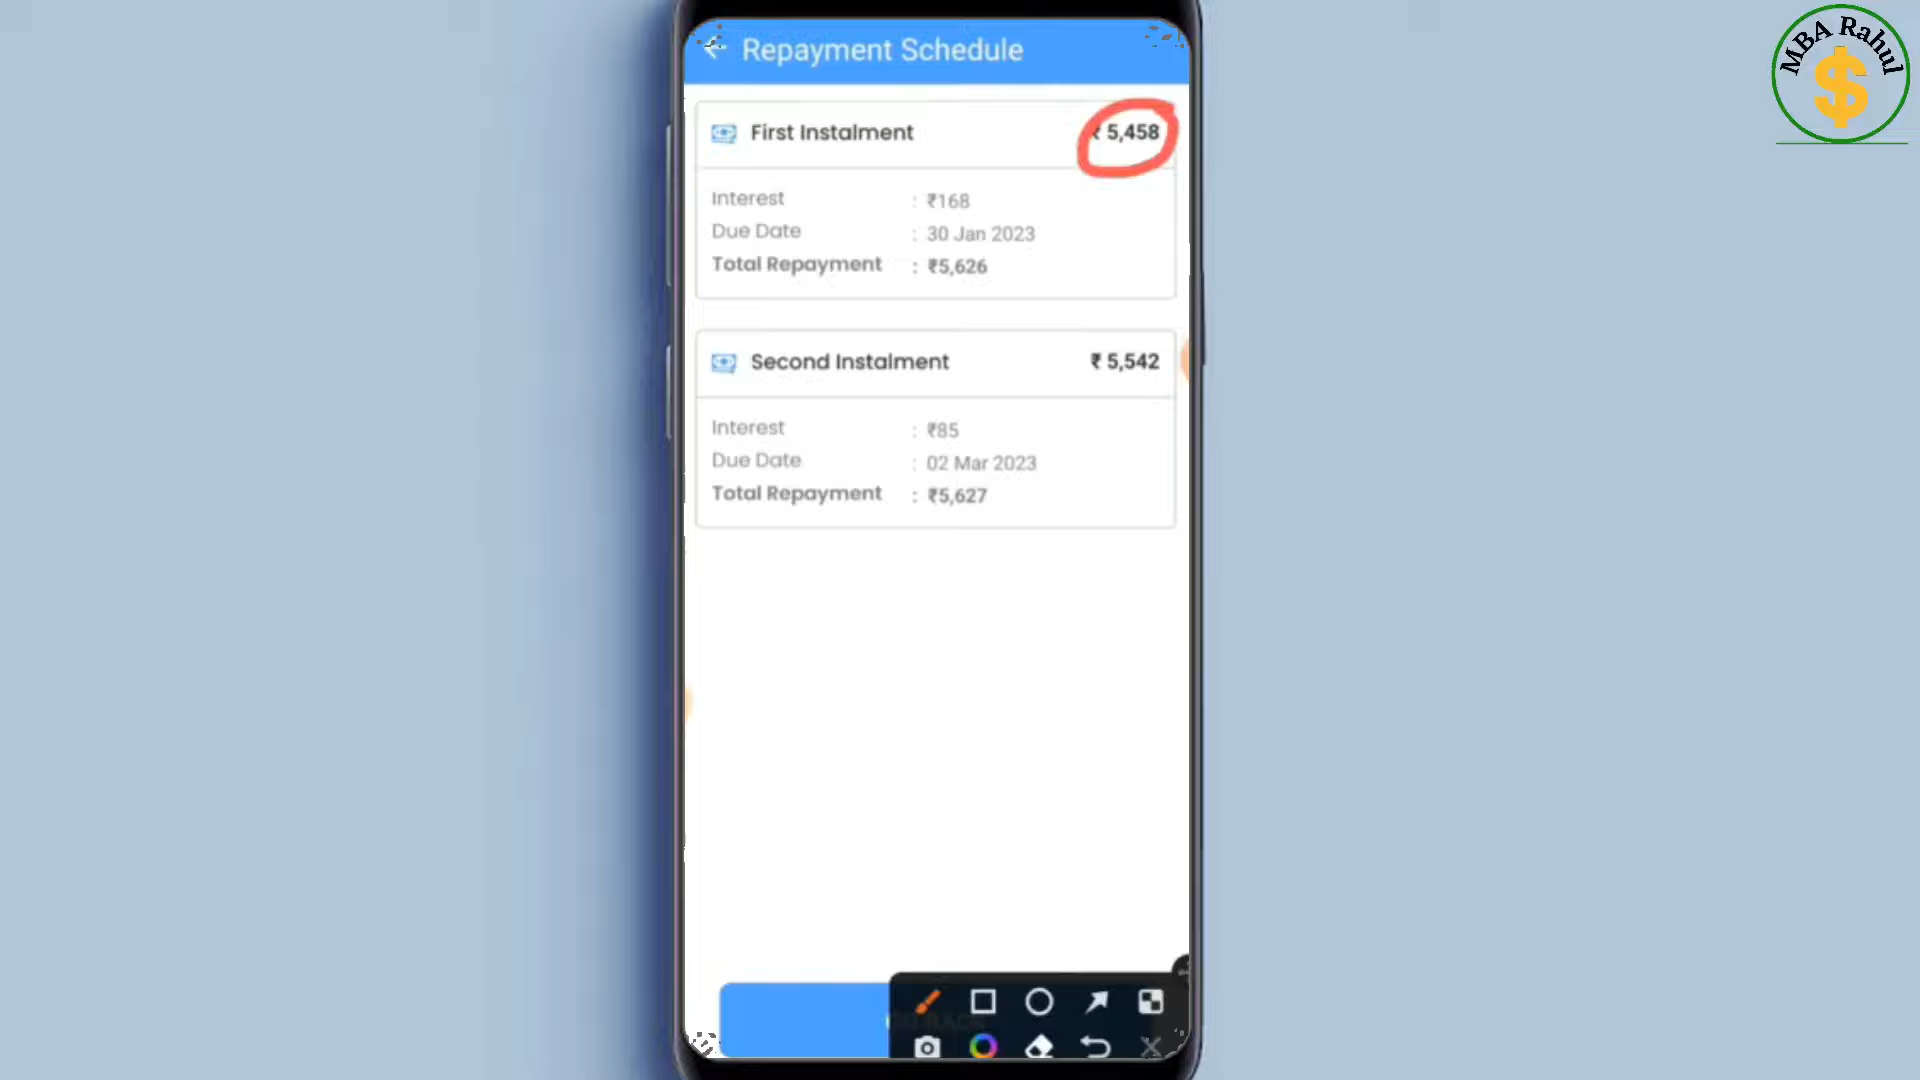 MBA Rahul
$
Repayment Schedule
First Instalment ₹ 5,458
Interest : ₹168
Due Date : 30 Jan 2023
Total Repayment : ₹5,626
Second Instalment ₹ 5,542
Interest : ₹85
Due Date : 02 Mar 2023
Total Repayment : ₹5,627